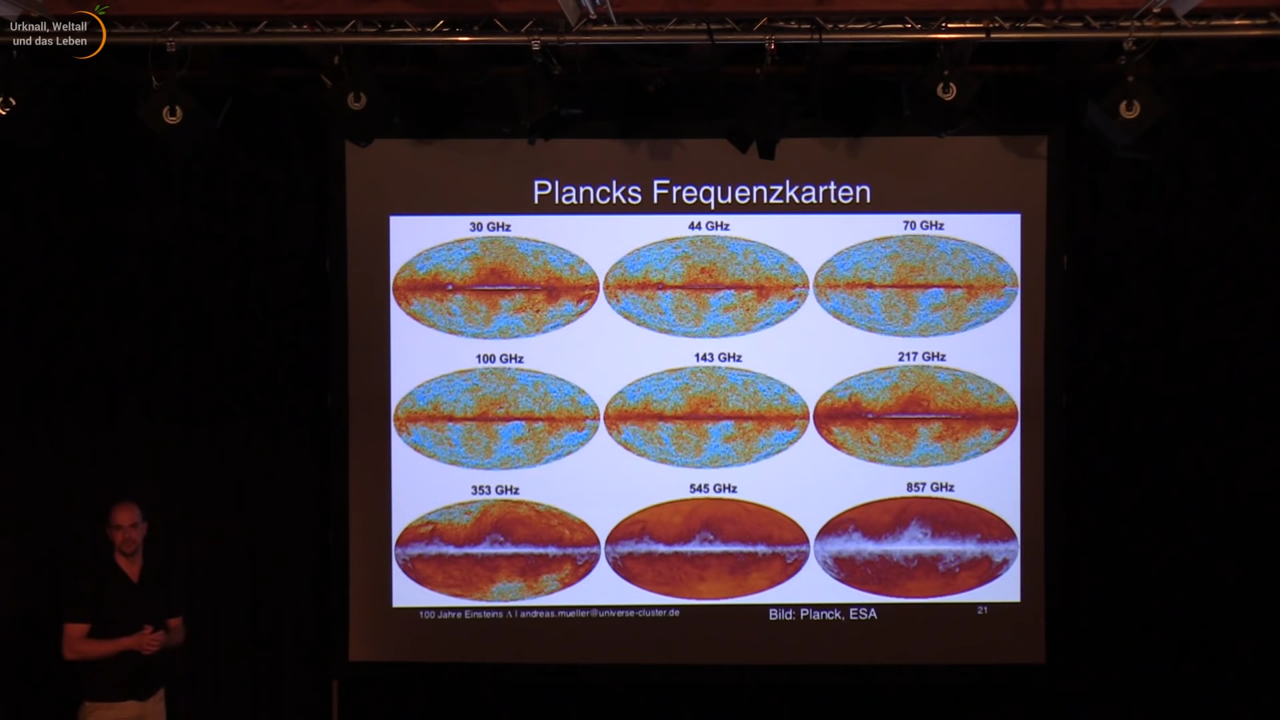 Urknall, Weltall
und das Leben
Plancks Frequenzkarten
30 GHz
44 GHz
70 GHz
100 GHz
143 GHz
217 GHz
353 GHz
545 GHz
857 GHz
100 Jahre Einsteins Λ | andreas.mueller@universe-cluster.de
Bild: Planck, ESA
21